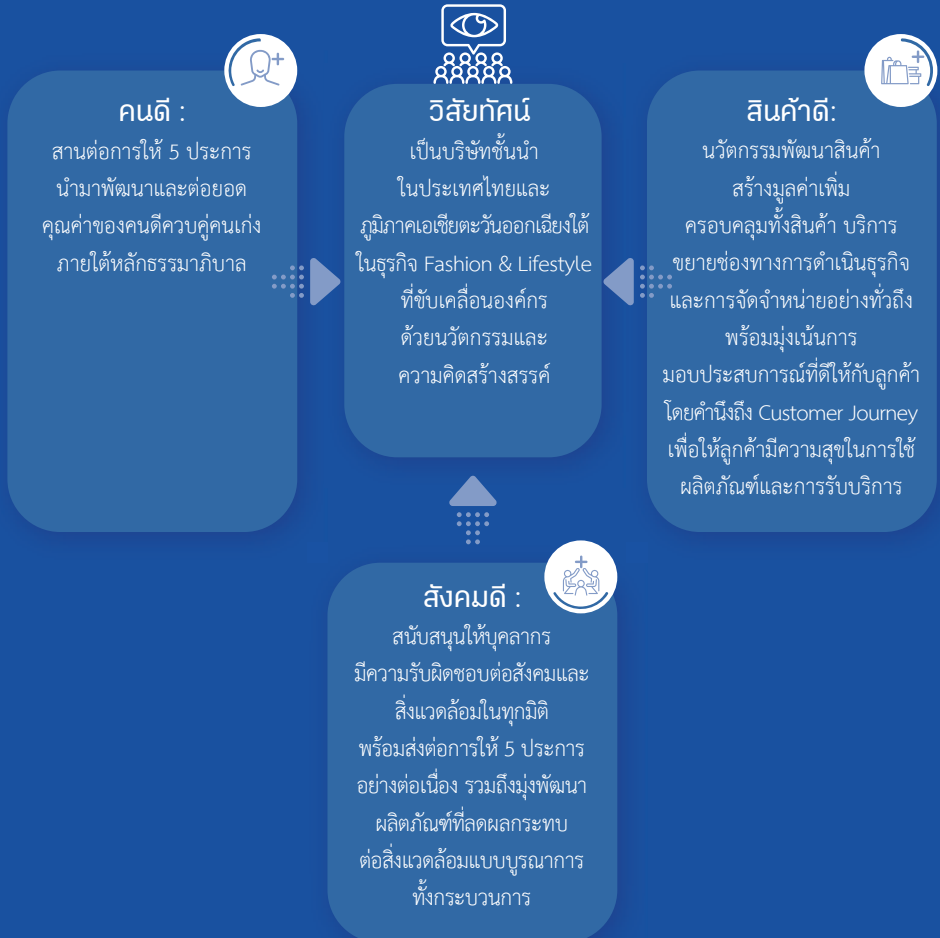 คนดี :
สานต่อการให้ 5 ประการ
นำมาพัฒนาและต่อยอด
คุณค่าของคนดีควบคู่คนเก่ง
ภายใต้หลักธรรมาภิบาล
วิสัยทัศน์
เป็นบริษัทชั้นนำ
ในประเทศไทยและ
ภูมิภาคเอเชียตะวันออกเฉียงใต้
ในธุรกิจ Fashion & Lifestyle
ที่ขับเคลื่อนองค์กร
ด้วยนวัตกรรมและ
ความคิดสร้างสรรค์
สินค้าดี:
นวัตกรรมพัฒนาสินค้า
สร้างมูลค่าเพิ่ม
ครอบคลุมทั้งสินค้า บริการ
ขยายช่องทางการดำเนินธุรกิจ
และการจัดจำหน่ายอย่างทั่วถึง
พร้อมมุ่งเน้นการ
มอบประสบการณ์ที่ดีให้กับลูกค้า
โดยคำนึงถึง Customer Journey
เพื่อให้ลูกค้ามีความสุขในการใช้
ผลิตภัณฑ์และการรับบริการ
สังคมดี :
สนับสนุนให้บุคลากร
มีความรับผิดชอบต่อสังคมและ
สิ่งแวดล้อมในทุกมิติ
พร้อมส่งต่อการให้ 5 ประการ
อย่างต่อเนื่อง รวมถึงมุ่งพัฒนา
ผลิตภัณฑ์ที่ลดผลกระทบ
ต่อสิ่งแวดล้อมแบบบูรณาการ
ทั้งกระบวนการ